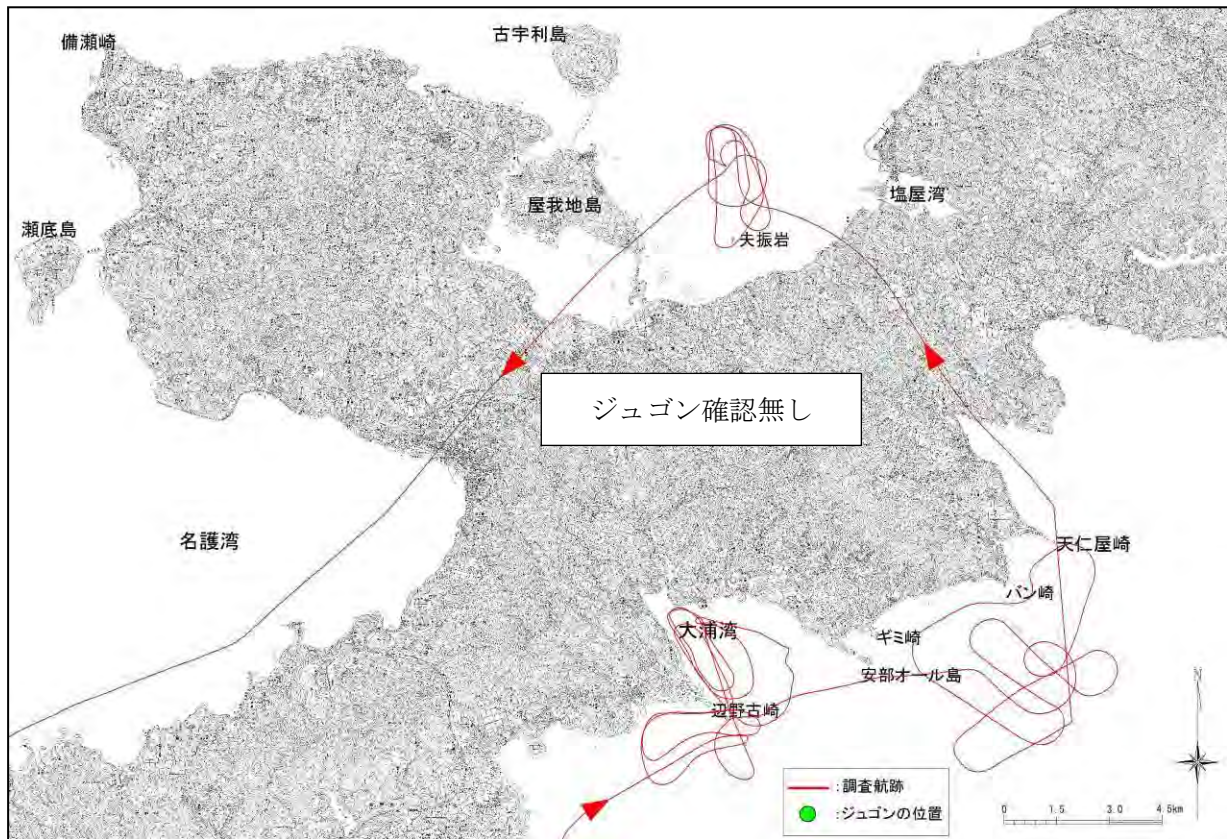 古宇利島
備瀬崎
塩屋湾
屋我地島
瀬底島
夫振岩
ジュゴン確認無し
名護湾
天仁屋崎
バン崎
大浦湾
ギミ崎
安部オール島
辺野古崎
N
:調査航跡
:ジュゴンの位置
0 1.5 3.0 4.5km